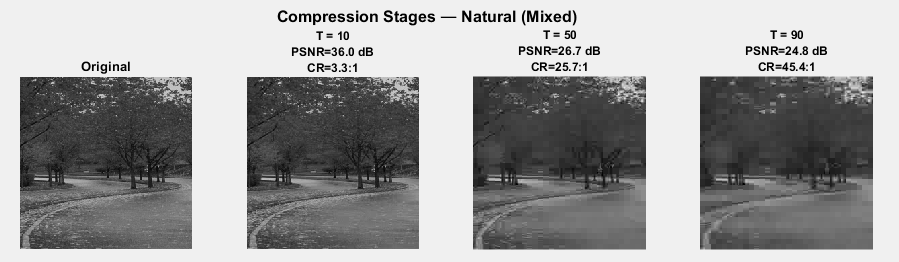 Compression Stages — Natural (Mixed)
Original
T = 10
PSNR=36.0 dB
CR=3.3:1
T = 50
PSNR=26.7 dB
CR=25.7:1
T = 90
PSNR=24.8 dB
CR=45.4:1